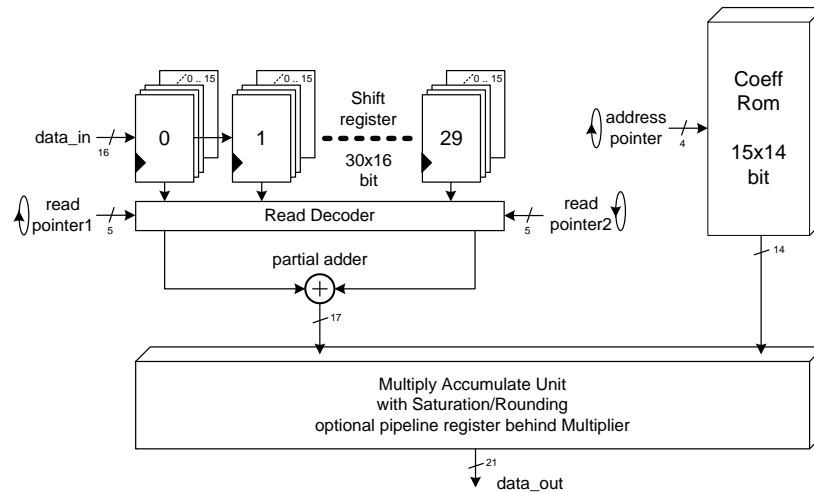 0 .. 15
0 .. 15
0 .. 15
Coeff
Rom
15x14
bit
Shift
register
30x16
bit
data_in
16
0
1
29
address
pointer
4
read
pointer1
5
Read Decoder
5
read
pointer2
14
partial adder
+
17
Multiply Accumulate Unit
with Saturation/Rounding
optional pipeline register behind Multiplier
21
data_out